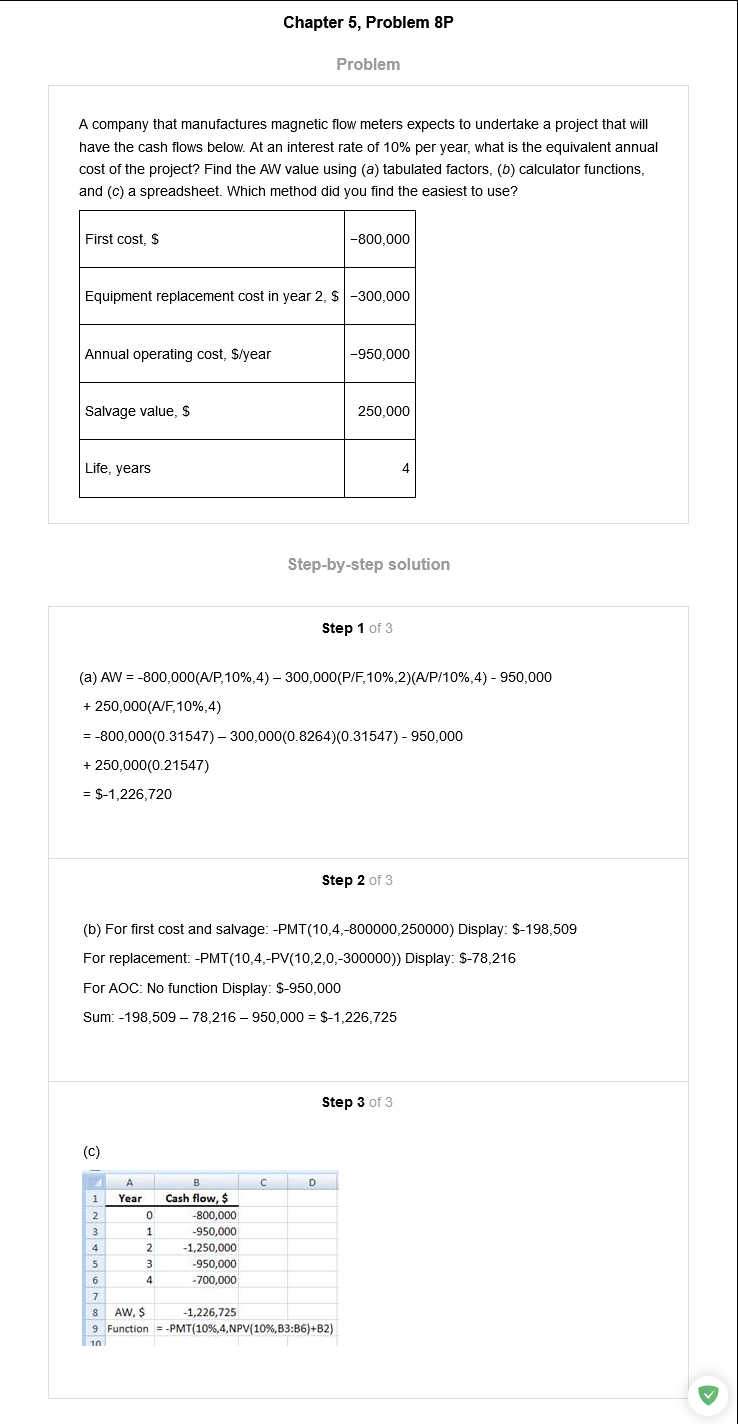 Chapter 5, Problem 8P
Problem
A company that manufactures magnetic flow meters expects to undertake a project that will
have the cash flows below. At an interest rate of 10% per year, what is the equivalent annual
cost of the project? Find the AW value using (a) tabulated factors, (b) calculator functions,
and (c) a spreadsheet. Which method did you find the easiest to use?
First cost, $ −800,000
Equipment replacement cost in year 2, $ −300,000
Annual operating cost, $/year −950,000
Salvage value, $ 250,000
Life, years 4
Step-by-step solution
Step 1 of 3
(a) AW = -800,000(A/P,10%,4) – 300,000(P/F,10%,2)(A/P/10%,4) - 950,000
+ 250,000(A/F,10%,4)
= -800,000(0.31547) – 300,000(0.8264)(0.31547) - 950,000
+ 250,000(0.21547)
= $-1,226,720
Step 2 of 3
(b) For first cost and salvage: -PMT(10,4,-800000,250000) Display: $-198,509
For replacement: -PMT(10,4,-PV(10,2,0,-300000)) Display: $-78,216
For AOC: No function Display: $-950,000
Sum: -198,509 – 78,216 – 950,000 = $-1,226,725
Step 3 of 3
(c)
A B C D
1 Year Cash flow, $
2 0 -800,000
3 1 -950,000
4 2 -1,250,000
5 3 -950,000
6 4 -700,000
7
8 AW, $ -1,226,725
9 Function = -PMT(10%,4,NPV(10%,B3:B6)+B2)
10